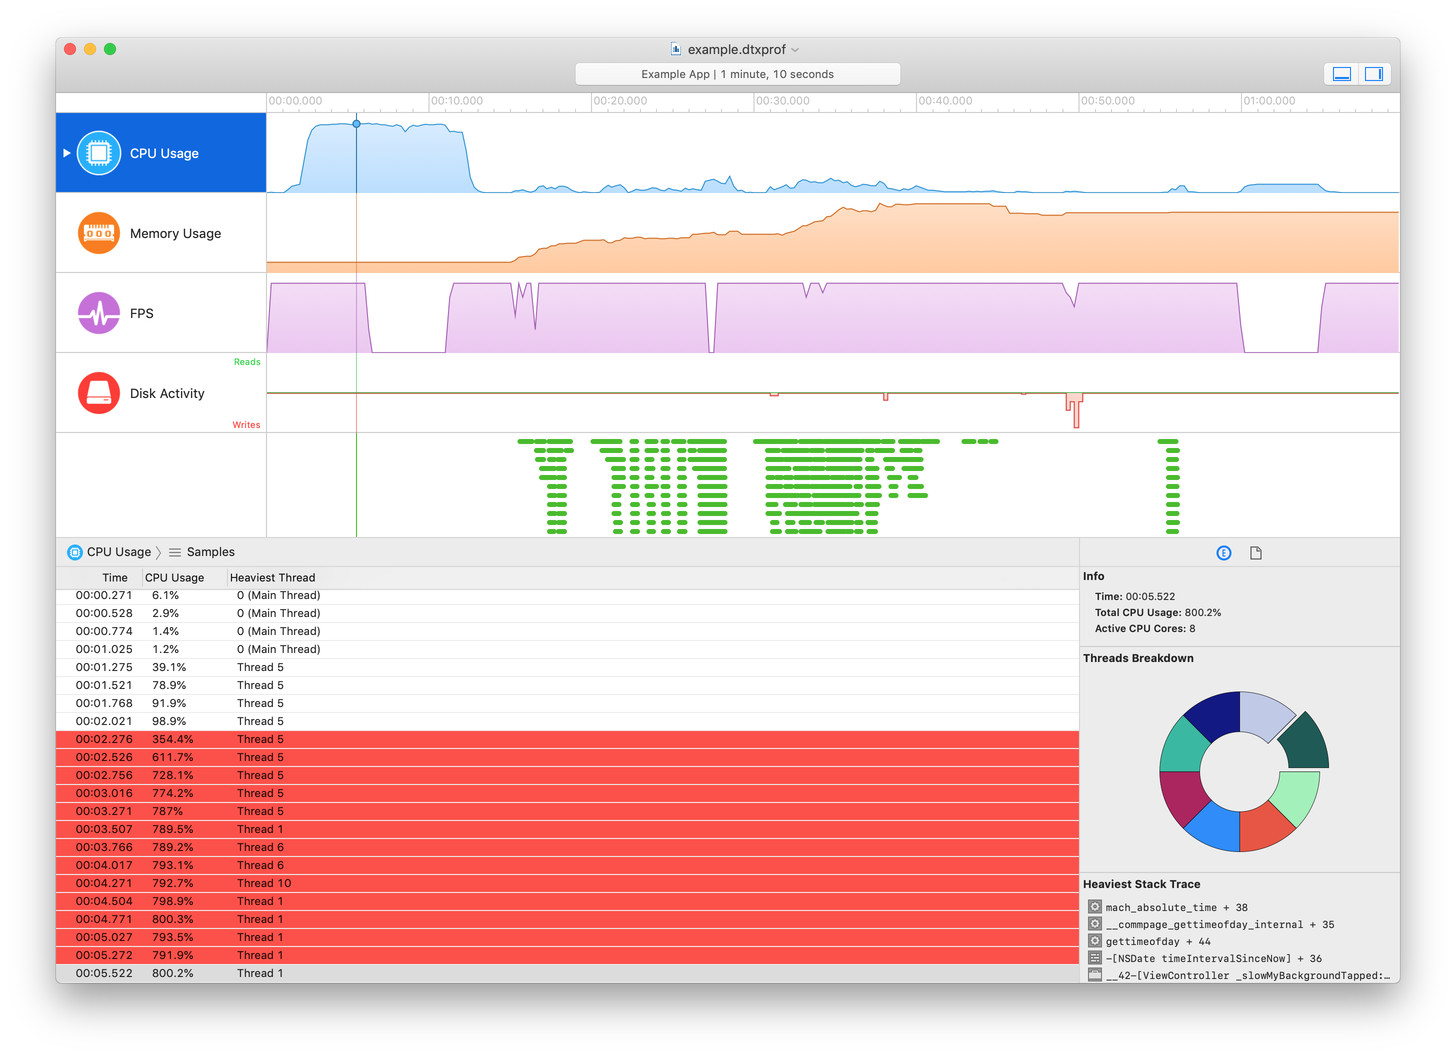 example.dtxprof
Example App | 1 minute, 10 seconds
00:00.000 00:10.000 00:20.000 00:30.000 00:40.000 00:50.000 01:00.000
CPU Usage
Memory Usage
FPS
Reads
Disk Activity
Writes
CPU Usage Samples
Time CPU Usage Heaviest Thread
00:00.271 6.1% 0 (Main Thread)
00:00.528 2.9% 0 (Main Thread)
00:00.774 1.4% 0 (Main Thread)
00:01.025 1.2% 0 (Main Thread)
00:01.275 39.1% Thread 5
00:01.521 78.9% Thread 5
00:01.768 91.9% Thread 5
00:02.021 98.9% Thread 5
00:02.276 354.4% Thread 5
00:02.526 611.7% Thread 5
00:02.756 728.1% Thread 5
00:03.016 774.2% Thread 5
00:03.271 787% Thread 5
00:03.507 789.5% Thread 1
00:03.766 789.2% Thread 6
00:04.017 793.1% Thread 6
00:04.271 792.7% Thread 10
00:04.504 798.9% Thread 1
00:04.771 800.3% Thread 1
00:05.027 793.5% Thread 1
00:05.272 791.9% Thread 1
00:05.522 800.2% Thread 1
E
Info
Time: 00:05.522
Total CPU Usage: 800.2%
Active CPU Cores: 8
Threads Breakdown
Heaviest Stack Trace
mach_absolute_time + 38
__commpage_gettimeofday_internal + 35
gettimeofday + 44
-[NSDate timeIntervalSinceNow] + 36
__42-[ViewController _slowMyBackgroundTapped:…